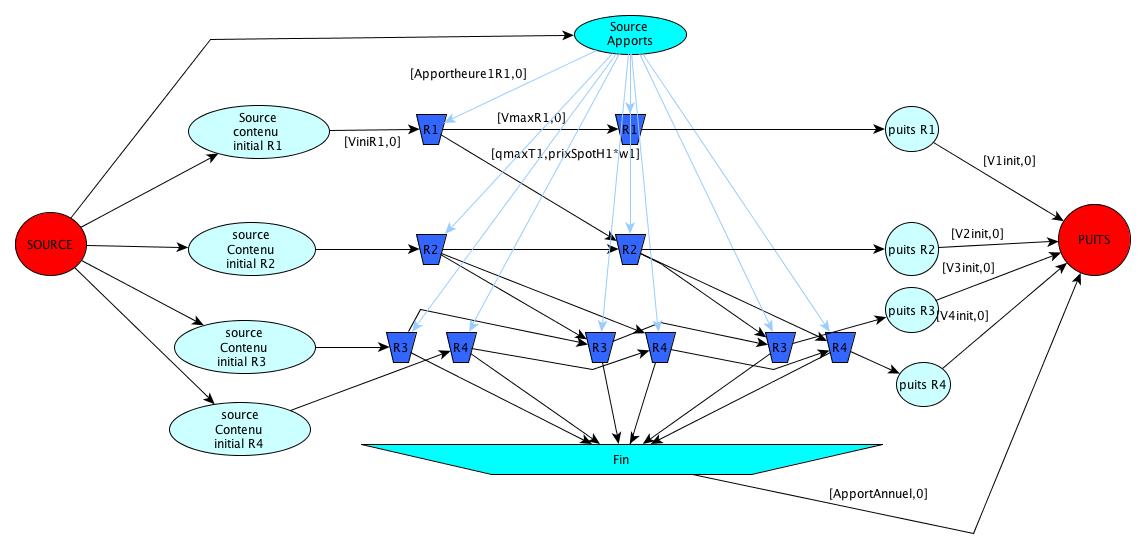 Source
Apports
[Apportheure1R1,0]
Source
contenu
initial R1
[ViniR1,0]
R1
[VmaxR1,0]
R1
puits R1
[qmaxT1,prixSpotH1*w1]
[V1init,0]
SOURCE
source
Contenu
initial R2
R2
R2
puits R2
[V2init,0]
PUITS
[V3init,0]
puits R3
[V4init,0]
source
Contenu
initial R3
R3
R4
R3
R4
R3
R4
puits R4
source
Contenu
initial R4
Fin
[ApportAnnuel,0]